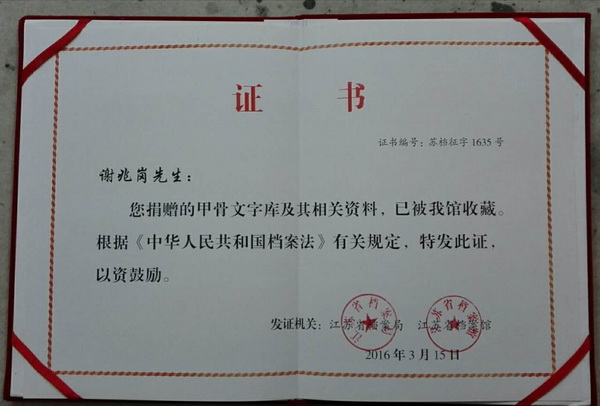 证 书
证书编号：苏档征字 1635 号
谢兆岗先生：
您捐赠的甲骨文字库及其相关资料，已被我馆收藏。
根据《中华人民共和国档案法》有关规定，特发此证，
以资鼓励。
发证机关：江苏省档案局 江苏省档案馆
2016 年 3 月 15 日